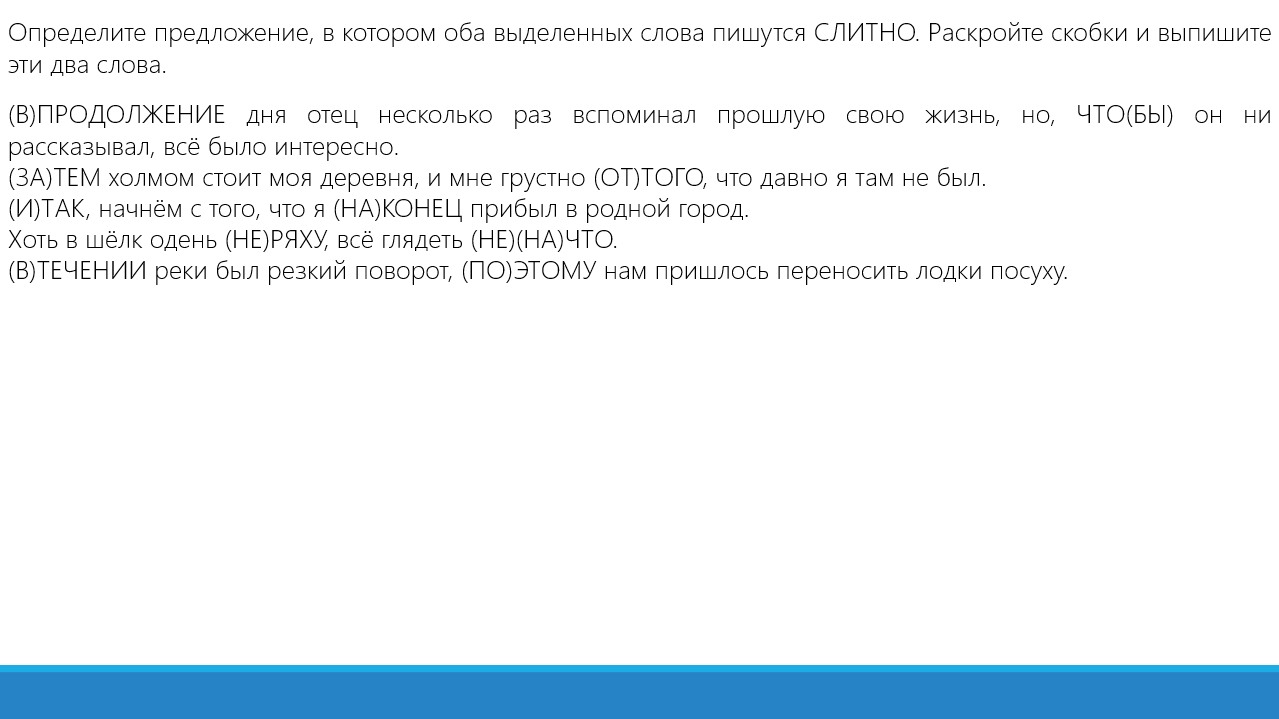 Определите предложение, в котором оба выделенных слова пишутся СЛИТНО. Раскройте скобки и выпишите
эти два слова.
(В)ПРОДОЛЖЕНИЕ дня отец несколько раз вспоминал прошлую свою жизнь, но, ЧТО(БЫ) он ни
рассказывал, всё было интересно.
(ЗА)ТЕМ холмом стоит моя деревня, и мне грустно (ОТ)ТОГО, что давно я там не был.
(И)ТАК, начнём с того, что я (НА)КОНЕЦ прибыл в родной город.
Хоть в шёлк одень (НЕ)РЯХУ, всё глядеть (НЕ)(НА)ЧТО.
(В)ТЕЧЕНИИ реки был резкий поворот, (ПО)ЭТОМУ нам пришлось переносить лодки посуху.